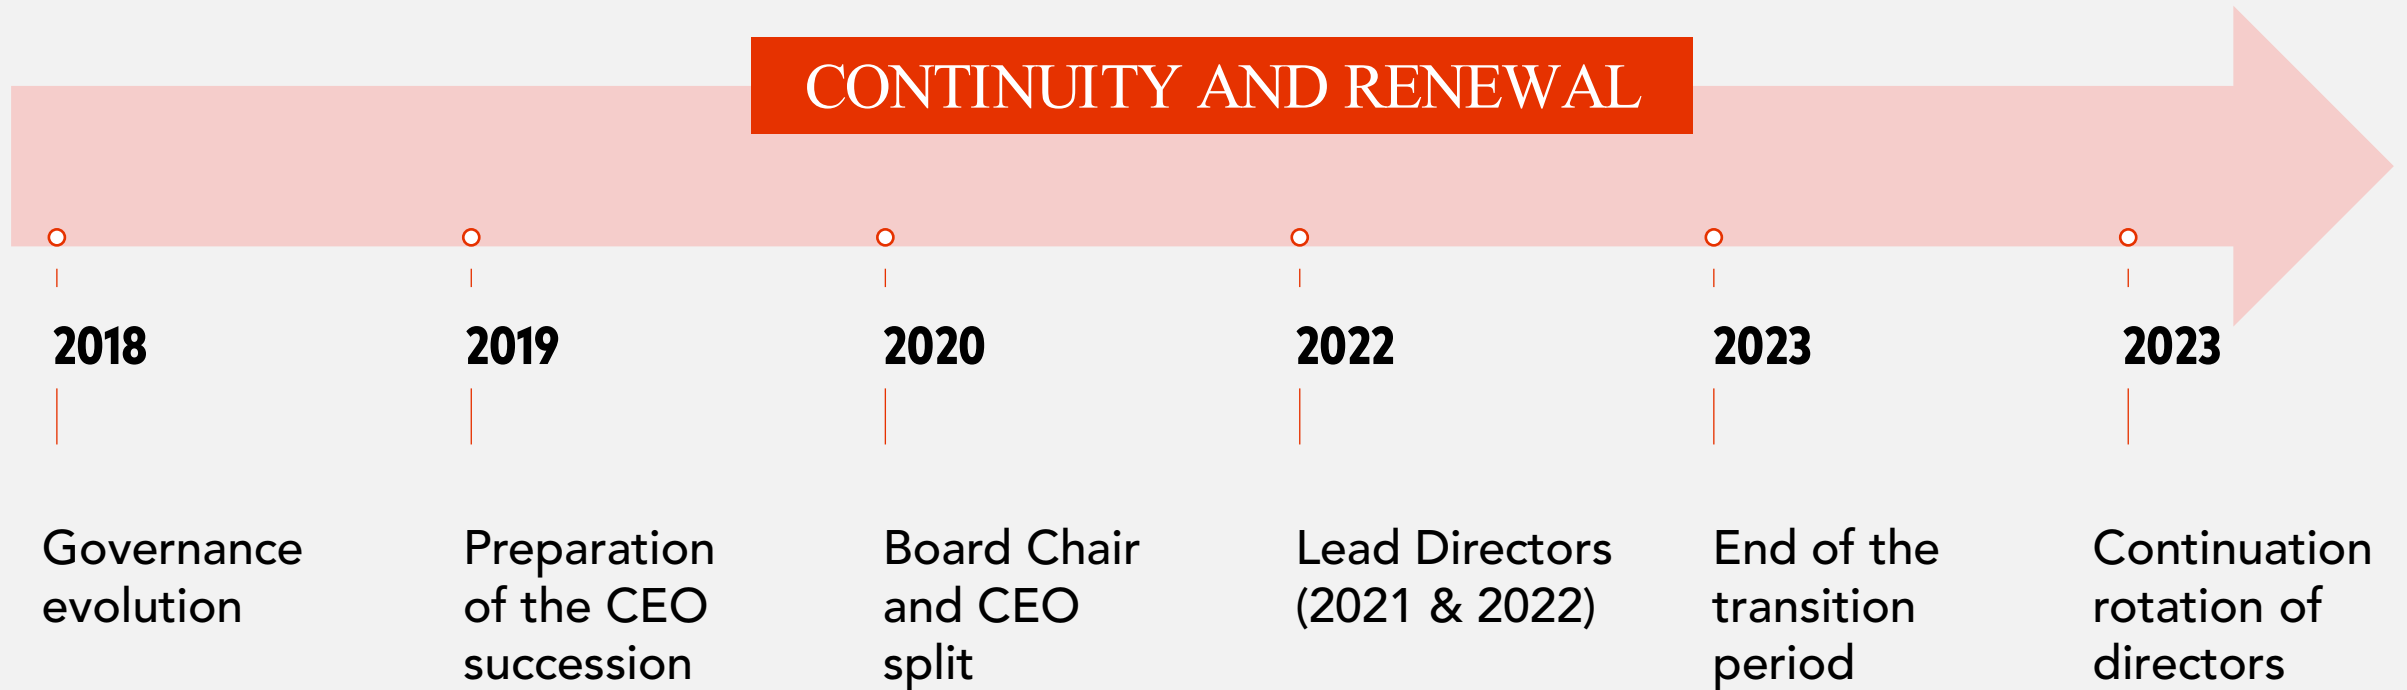 CONTINUITY AND RENEWAL
2018
2019
2020
2022
2023
2023
Governance
evolution
Preparation
of the CEO
succession
Board Chair
and CEO
split
Lead Directors
(2021 & 2022)
End of the
transition
period
Continuation
rotation of
directors